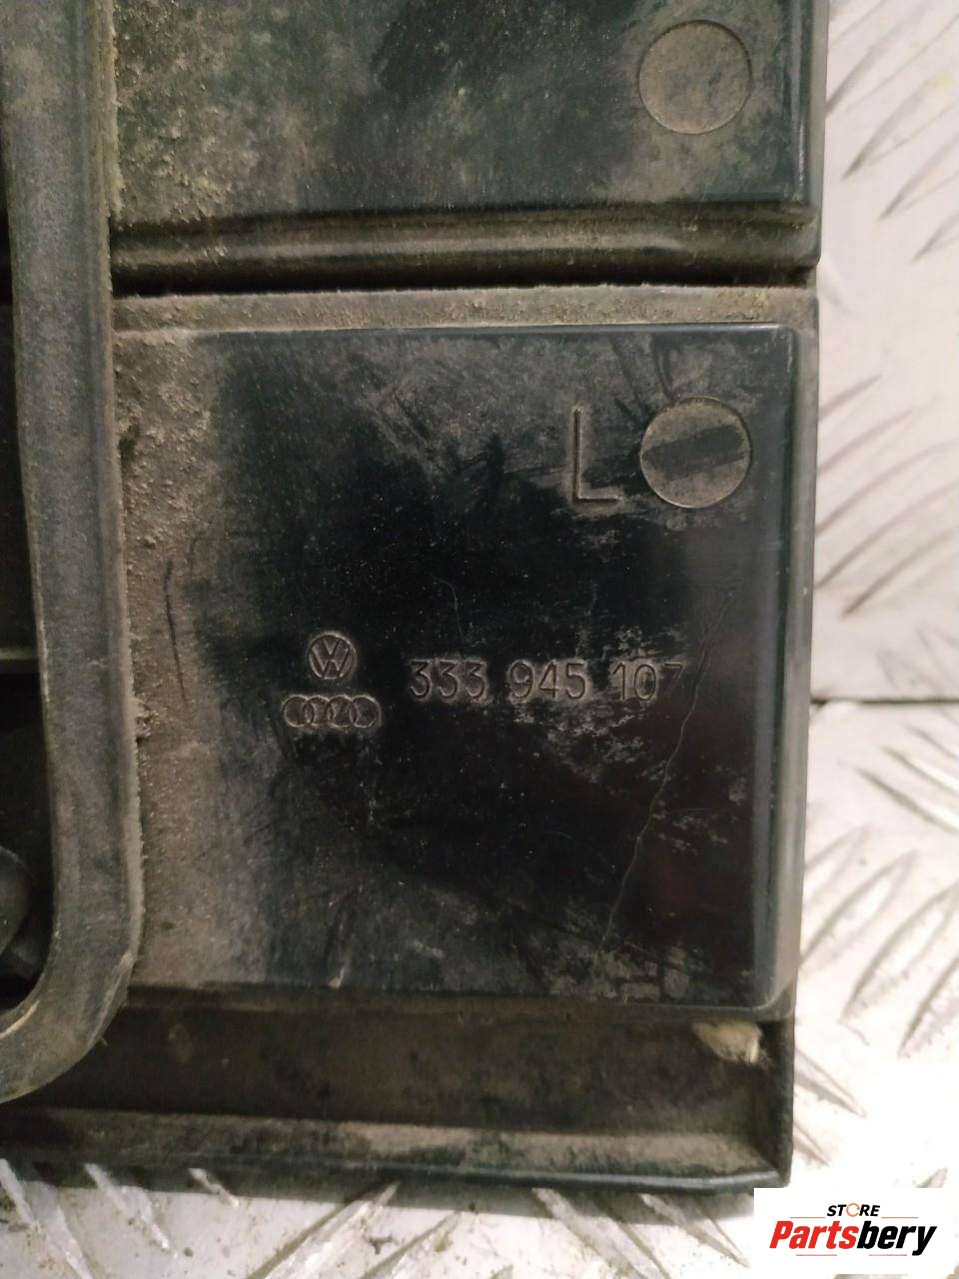 L
333 945 107
STORE
Partsbery